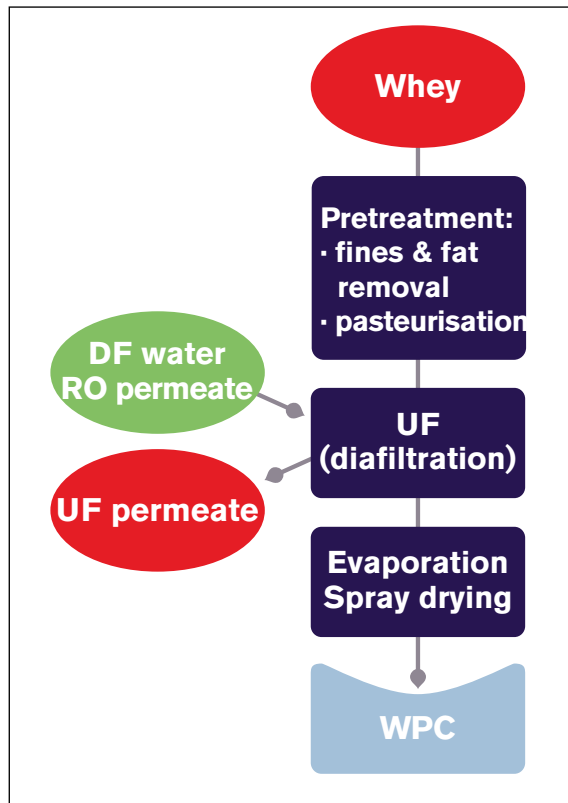 Whey
Pretreatment:
· fines & fat
removal
· pasteurisation
DF water
RO permeate
UF
(diafiltration)
UF permeate
Evaporation
Spray drying
WPC